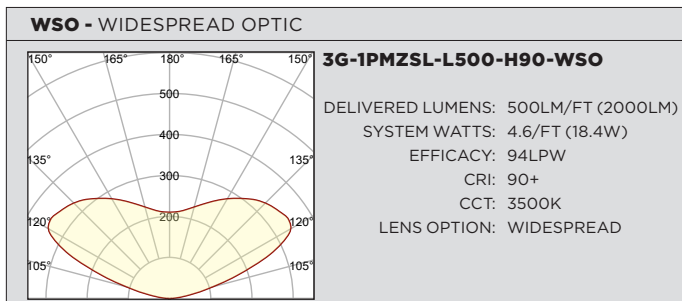 WSO - WIDESPREAD OPTIC
150° 165° 180° 165° 150°
500
400
135° 135°
300
120° 200 120°
105° 105°
3G-1PMZSL-L500-H90-WSO
DELIVERED LUMENS: 500LM/FT (2000LM)
SYSTEM WATTS: 4.6/FT (18.4W)
EFFICACY: 94LPW
CRI: 90+
CCT: 3500K
LENS OPTION: WIDESPREAD